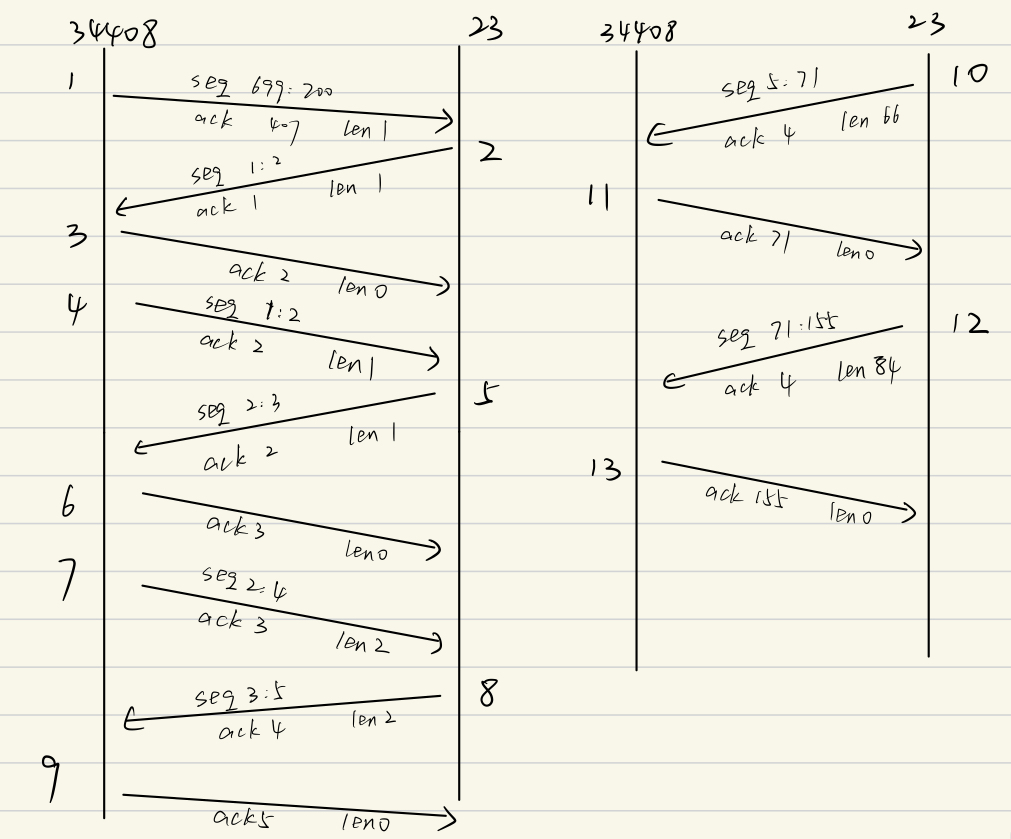 34408 23
1
seq 699:200
ack 407 len 1
2
seq 1:2
ack 1 len 1
3
ack 2 len 0
4
seq 1:2
ack 2 len 1
5
seq 2:3
ack 2 len 1
6
ack 3 len 0
7
seq 2:4
ack 3 len 2
8
seq 3:5
ack 4 len 2
9
ack 5 len 0
34408 23
10
seq 5:71
ack 4 len 66
11
ack 71 len 0
12
seq 71:155
ack 4 len 84
13
ack 155 len 0